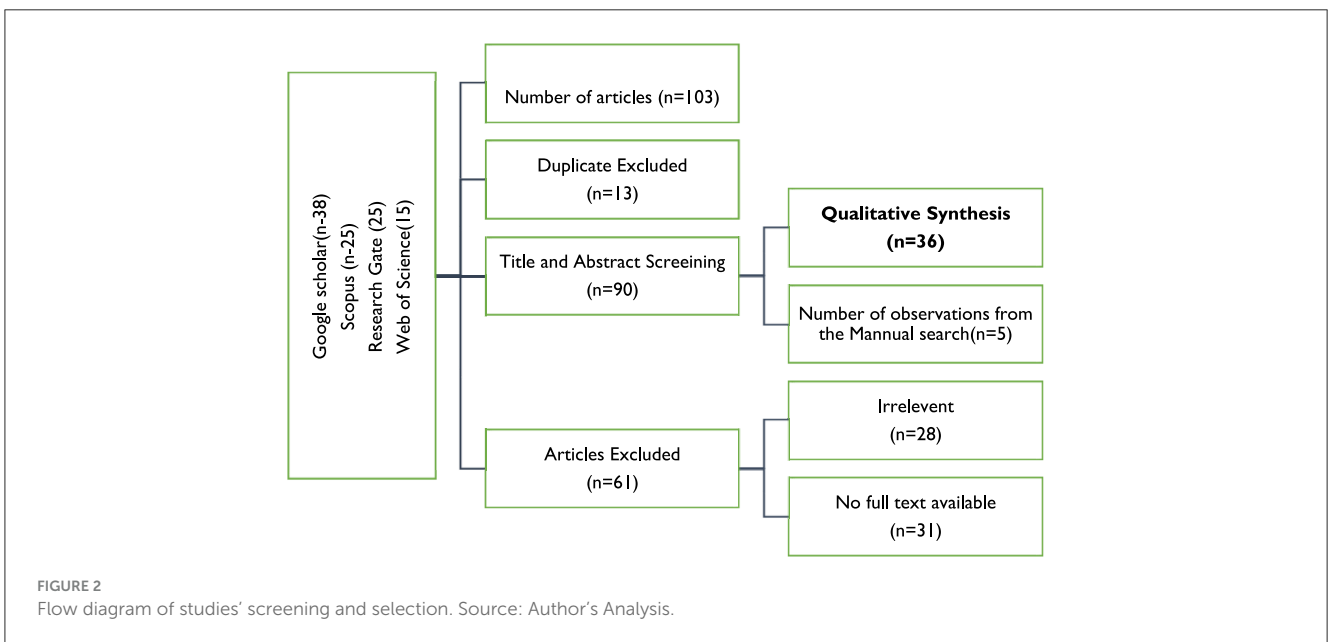 Google scholar(n-38)
Scopus (n-25)
Research Gate (25)
Web of Science(15)
Number of articles (n=103)
Duplicate Excluded
(n=13)
Title and Abstract Screeining
(n=90)
Articles Excluded
(n=61)
Qualitative Synthesis
(n=36)
Number of observations from
the Mannual search(n=5)
Irrelevent
(n=28)
No full text available
(n=31)
FIGURE 2
Flow diagram of studies' screening and selection. Source: Author's Analysis.